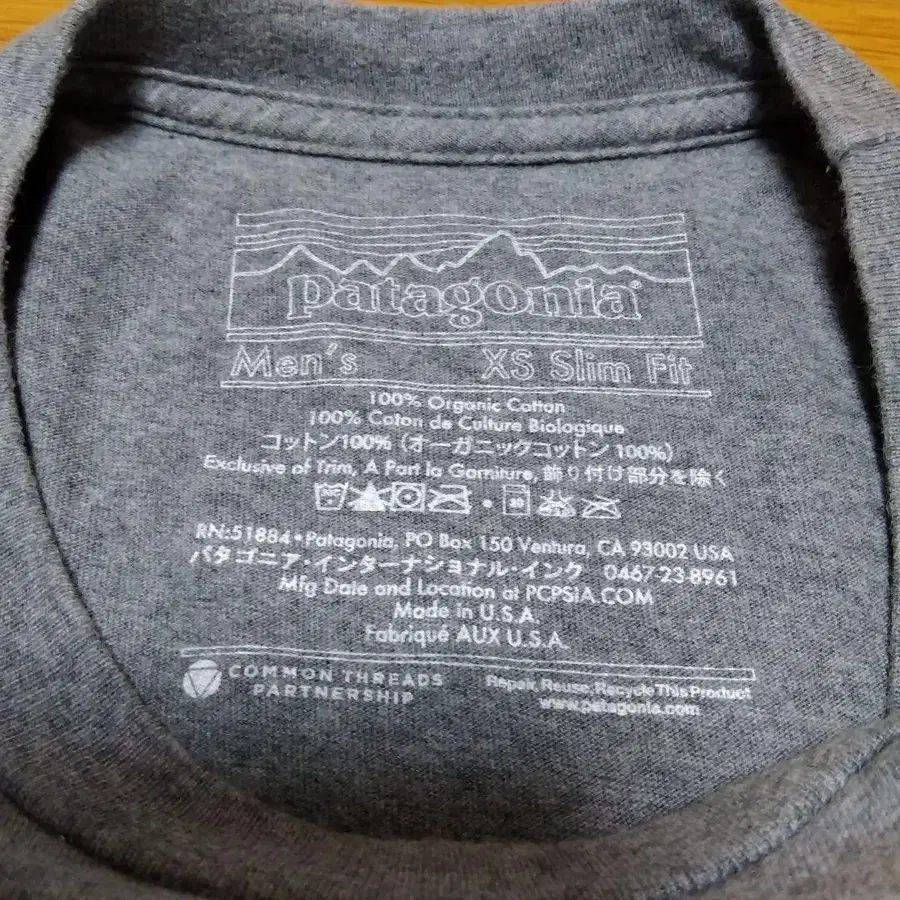 patagonia®
Men's XS Slim Fit
100% Organic Cotton
100% Coton de Culture Biologique
コットン100% (オーガニックコットン 100%)
Exclusive of Trim, A Part la Garniture, 飾り付け部分を除く
RN:51884•Patagonia, PO Box 150 Ventura, CA 93002 USA
パタゴニア・インターナショナル・インク 0467-23-8961
Mfg Date and Location at PCPSIA.COM
Made in U.S.A.
Fabriqué AUX U.S.A.
COMMON THREADS
PARTNERSHIP
Repair, Reuse, Recycle This Product
www.patagonia.com